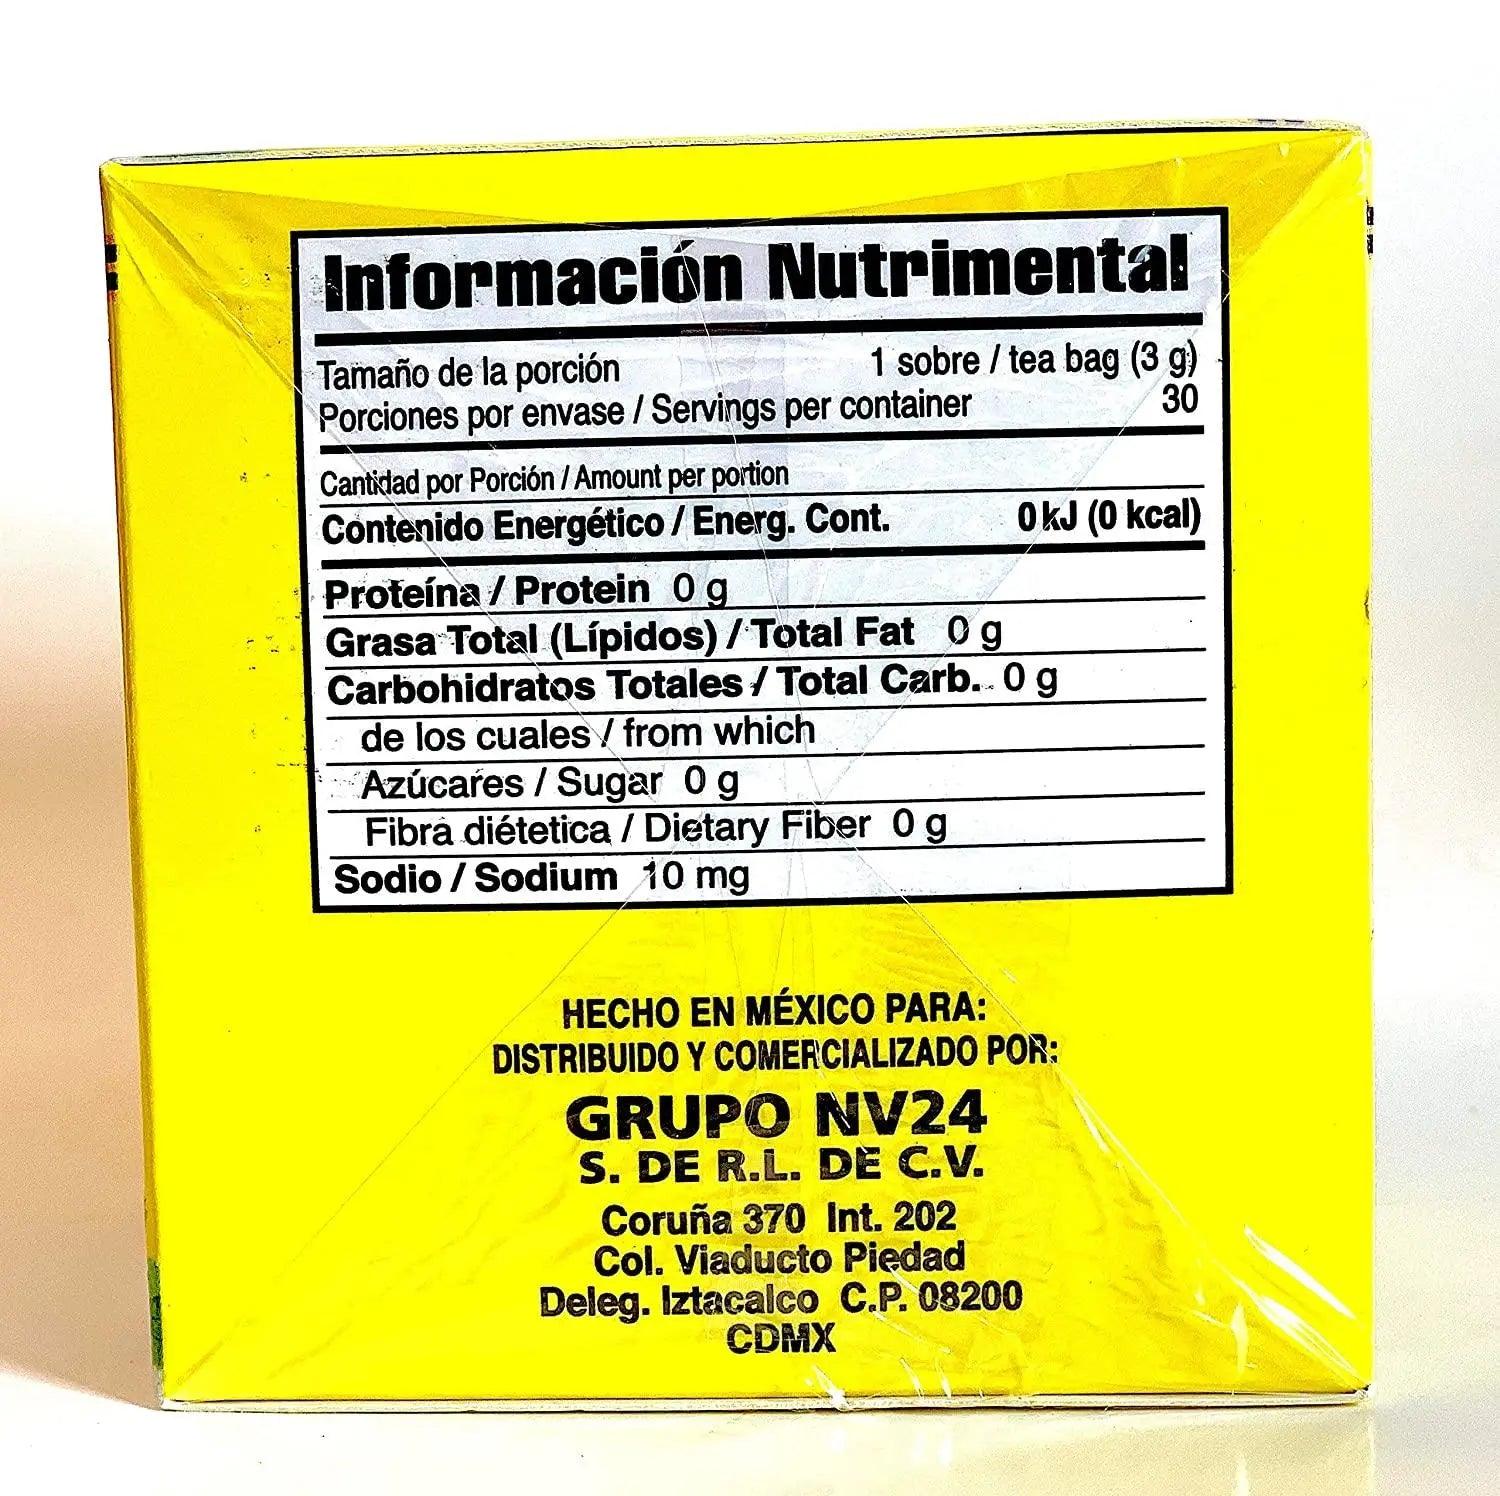 Información Nutrimental
Tamaño de la porción 1 sobre / tea bag (3 g)
Porciones por envase / Servings per container 30
Cantidad por Porción / Amount per portion
Contenido Energético / Energ. Cont. 0 kJ (0 kcal)
Proteína / Protein 0 g
Grasa Total (Lípidos) / Total Fat 0 g
Carbohidratos Totales / Total Carb. 0 g
de los cuales / from which
Azúcares / Sugar 0 g
Fibra diétetica / Dietary Fiber 0 g
Sodio / Sodium 10 mg
HECHO EN MÉXICO PARA:
DISTRIBUIDO Y COMERCIALIZADO POR:
GRUPO NV24
S. DE R.L. DE C.V.
Coruña 370 Int. 202
Col. Viaducto Piedad
Deleg. Iztacalco C.P. 08200
CDMX